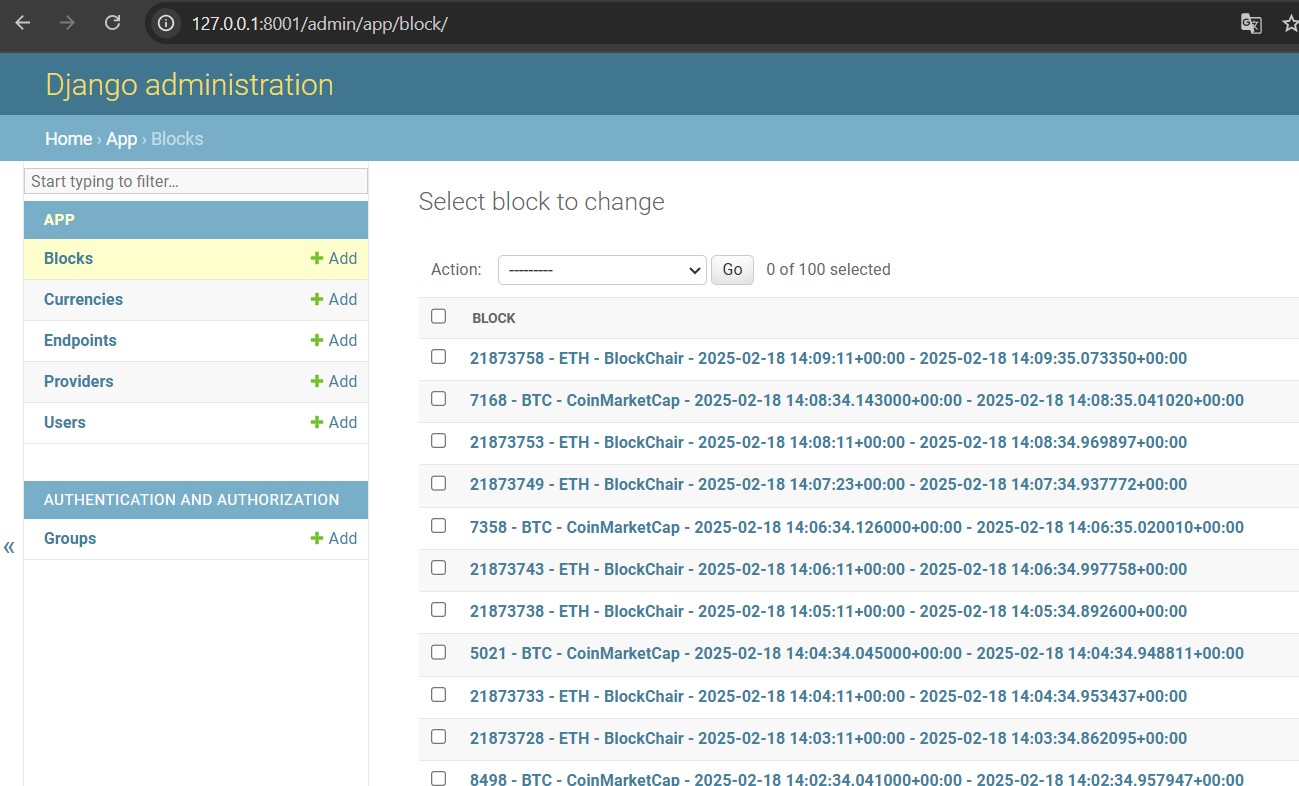 127.0.0.1:8001/admin/app/block/
Django administration
Home › App › Blocks
Start typing to filter...
APP
Blocks + Add
Currencies + Add
Endpoints + Add
Providers + Add
Users + Add
AUTHENTICATION AND AUTHORIZATION
Groups + Add
«
Select block to change
Action: --------- Go 0 of 100 selected
BLOCK
21873758 - ETH - BlockChair - 2025-02-18 14:09:11+00:00 - 2025-02-18 14:09:35.073350+00:00
7168 - BTC - CoinMarketCap - 2025-02-18 14:08:34.143000+00:00 - 2025-02-18 14:08:35.041020+00:00
21873753 - ETH - BlockChair - 2025-02-18 14:08:11+00:00 - 2025-02-18 14:08:34.969897+00:00
21873749 - ETH - BlockChair - 2025-02-18 14:07:23+00:00 - 2025-02-18 14:07:34.937772+00:00
7358 - BTC - CoinMarketCap - 2025-02-18 14:06:34.126000+00:00 - 2025-02-18 14:06:35.020010+00:00
21873743 - ETH - BlockChair - 2025-02-18 14:06:11+00:00 - 2025-02-18 14:06:34.997758+00:00
21873738 - ETH - BlockChair - 2025-02-18 14:05:11+00:00 - 2025-02-18 14:05:34.892600+00:00
5021 - BTC - CoinMarketCap - 2025-02-18 14:04:34.045000+00:00 - 2025-02-18 14:04:34.948811+00:00
21873733 - ETH - BlockChair - 2025-02-18 14:04:11+00:00 - 2025-02-18 14:04:34.953437+00:00
21873728 - ETH - BlockChair - 2025-02-18 14:03:11+00:00 - 2025-02-18 14:03:34.862095+00:00
8498 - BTC - CoinMarketCap - 2025-02-18 14:02:34.041000+00:00 - 2025-02-18 14:02:34.957947+00:00